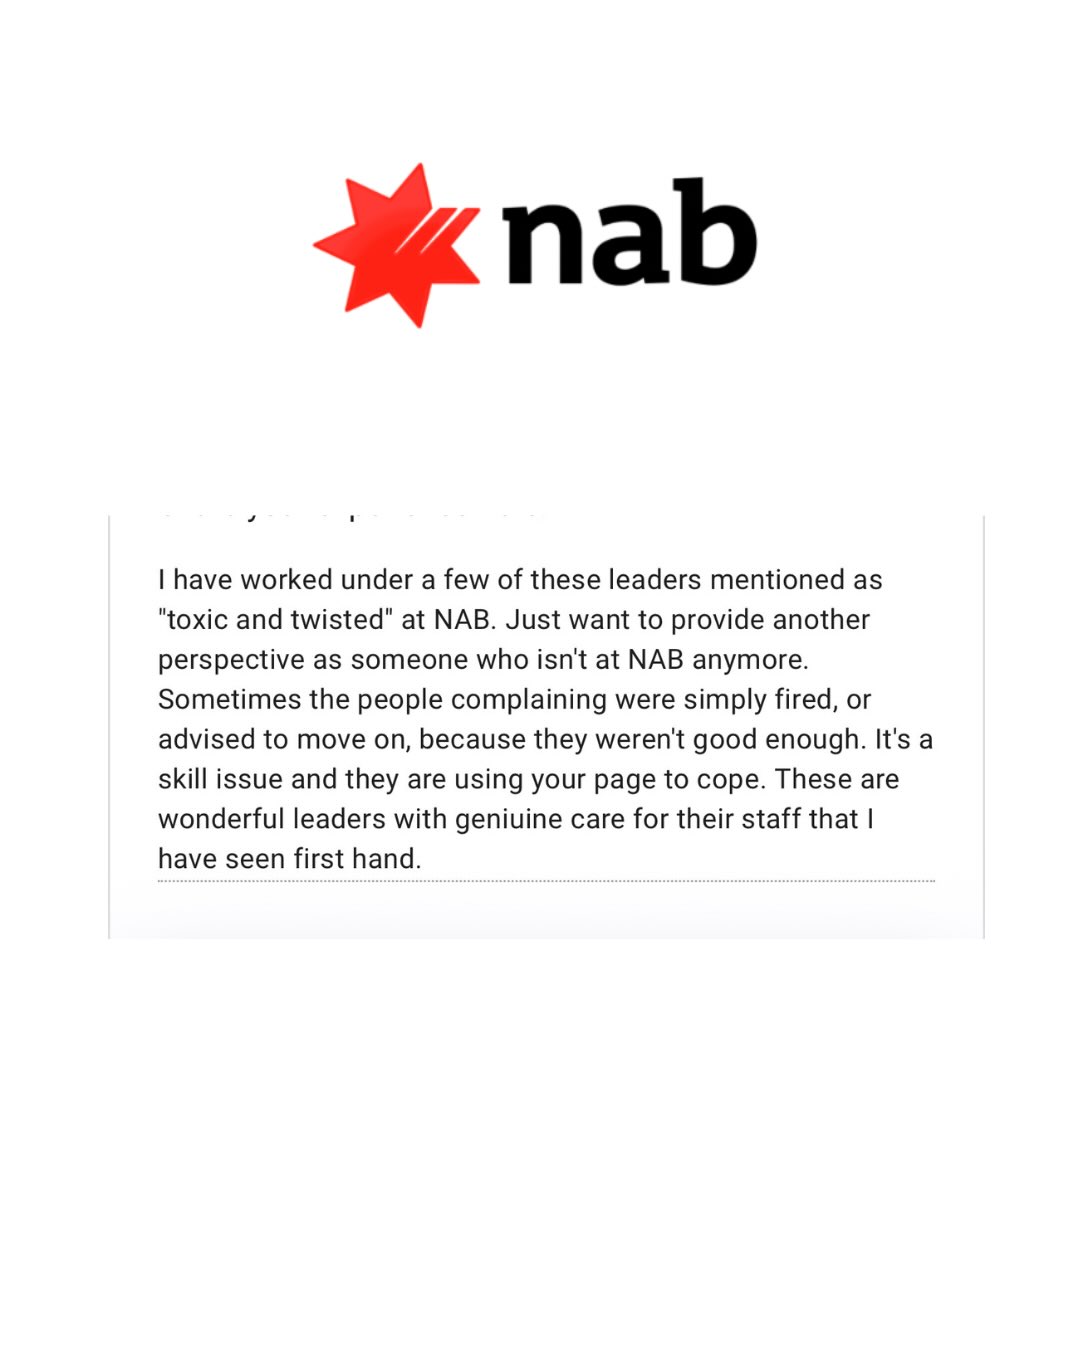 nab
I have worked under a few of these leaders mentioned as
"toxic and twisted" at NAB. Just want to provide another
perspective as someone who isn't at NAB anymore.
Sometimes the people complaining were simply fired, or
advised to move on, because they weren't good enough. It's a
skill issue and they are using your page to cope. These are
wonderful leaders with geniuine care for their staff that I
have seen first hand.